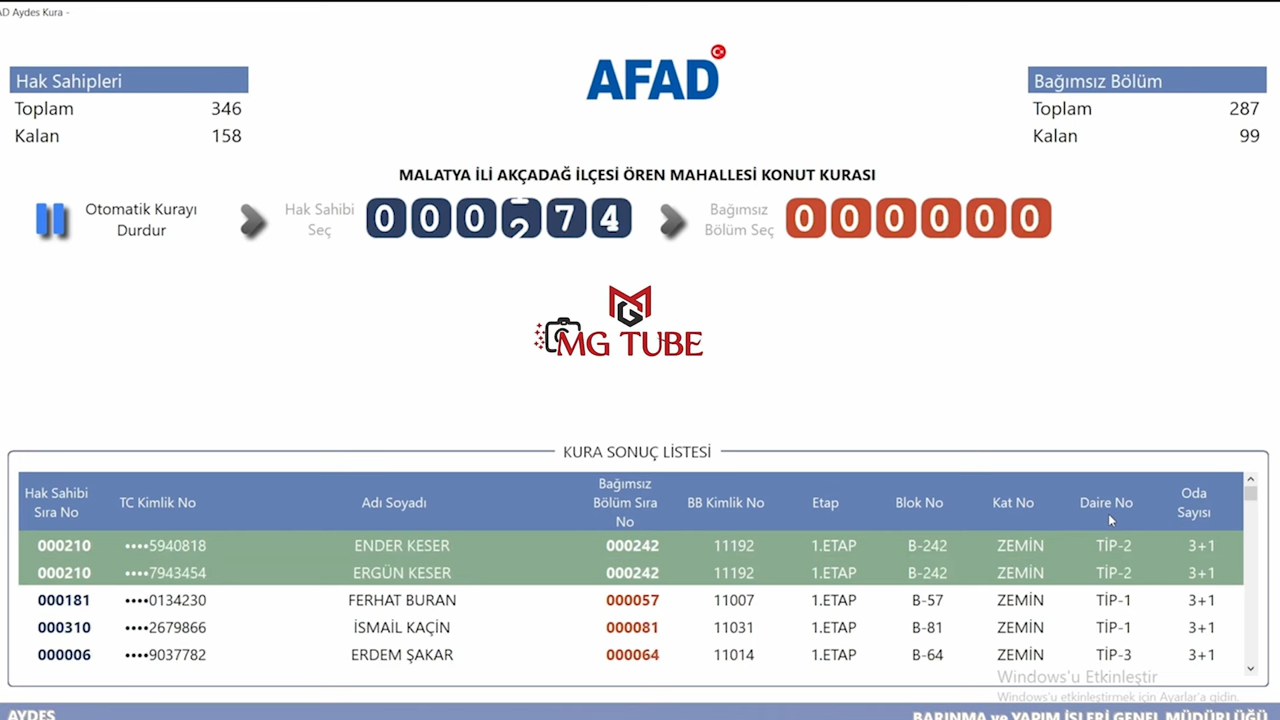 AD Aydes Kura -
AFAD
Hak Sahipleri
Toplam 346
Kalan 158
Bağımsız Bölüm
Toplam 287
Kalan 99
MALATYA İLİ AKÇADAĞ İLÇESİ ÖREN MAHALLESİ KONUT KURASI
Otomatik Kurayı
Durdur
Hak Sahibi
Seç
0 0 0 2 7 4
Bağımsız
Bölüm Seç
0 0 0 0 0 0
MG TUBE
KURA SONUÇ LİSTESİ
Hak Sahibi Sıra No TC Kimlik No Adı Soyadı Bağımsız Bölüm Sıra No BB Kimlik No Etap Blok No Kat No Daire No Oda Sayısı
000210 ••••5940818 ENDER KESER 000242 11192 1.ETAP B-242 ZEMİN TİP-2 3+1
000210 ••••7943454 ERGÜN KESER 000242 11192 1.ETAP B-242 ZEMİN TİP-2 3+1
000181 ••••0134230 FERHAT BURAN 000057 11007 1.ETAP B-57 ZEMİN TİP-1 3+1
000310 ••••2679866 İSMAİL KAÇİN 000081 11031 1.ETAP B-81 ZEMİN TİP-1 3+1
000006 ••••9037782 ERDEM ŞAKAR 000064 11014 1.ETAP B-64 ZEMİN TİP-3 3+1
Windows'u Etkinleştir
Windows'u etkinleştirmek için Ayarlar'a gidin.
AYDES
BARINMA ve YAPIM İŞLERİ GENEL MÜDÜRLÜĞÜ